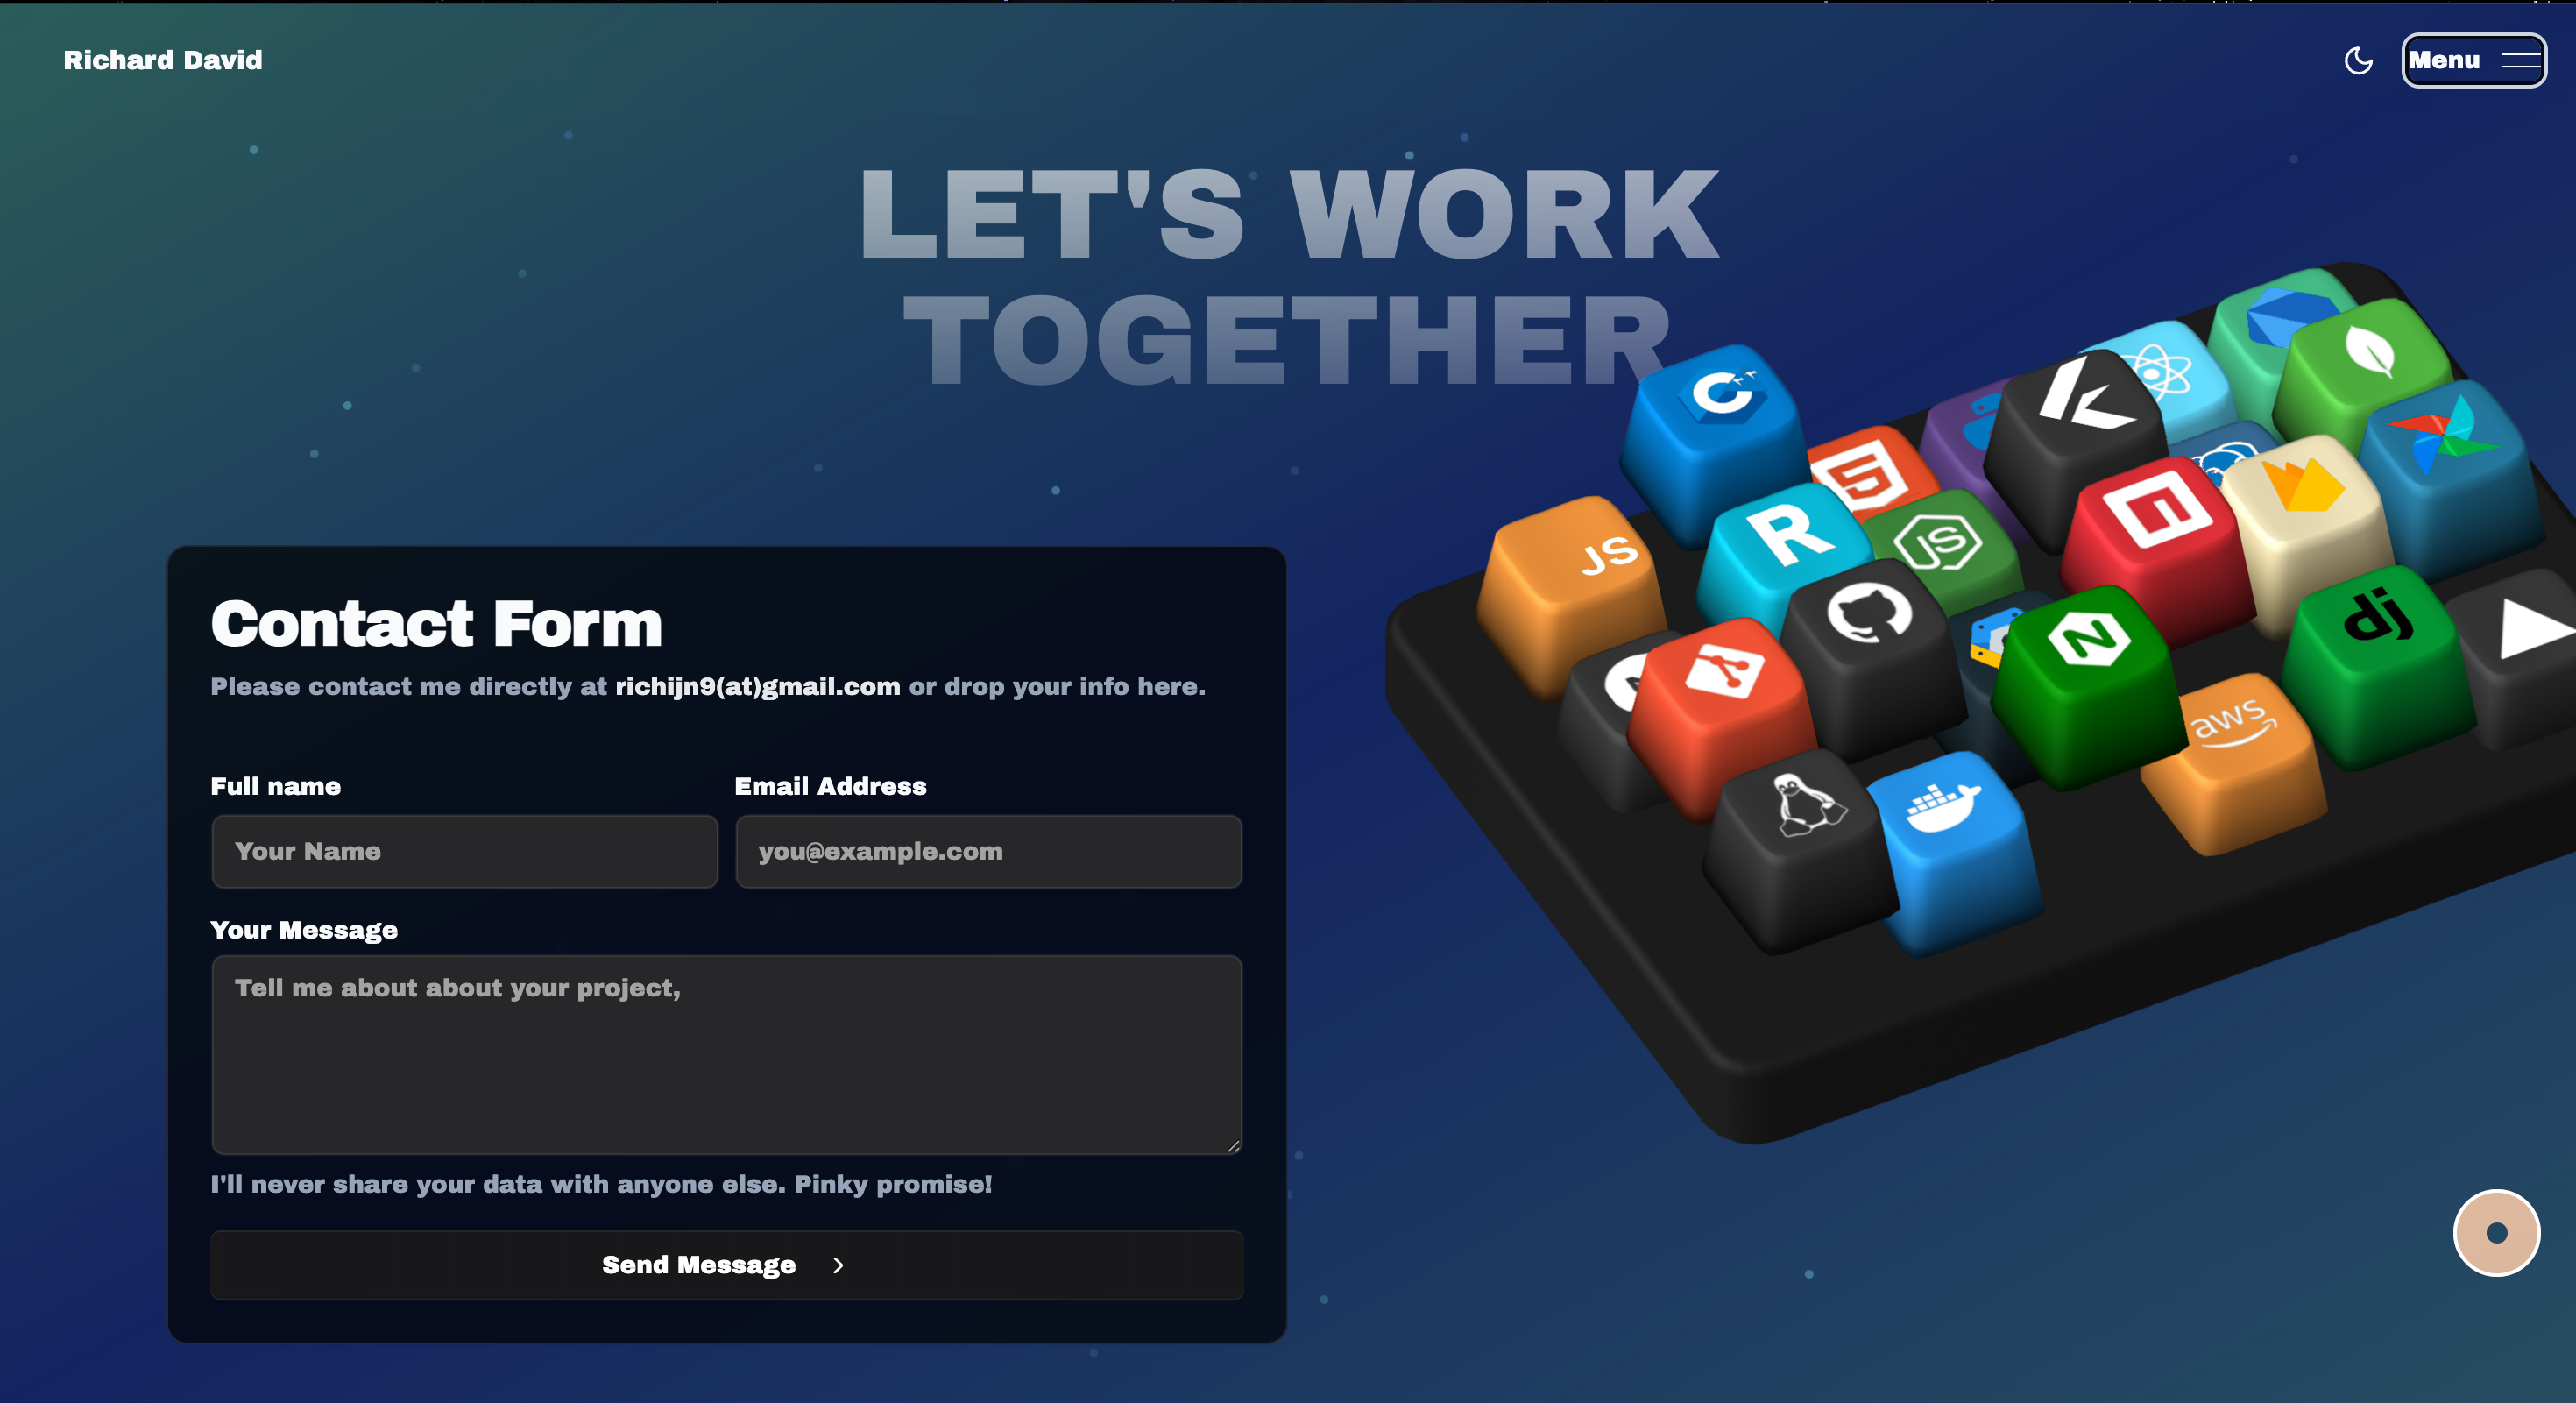 Richard David
Menu
LET'S WORK
TOGETHER
C++
JS
R
JS
dj
aws
Contact Form
Please contact me directly at richijn9(at)gmail.com or drop your info here.
Full name
Email Address
Your Name
you@example.com
Your Message
Tell me about about your project,
I'll never share your data with anyone else. Pinky promise!
Send Message